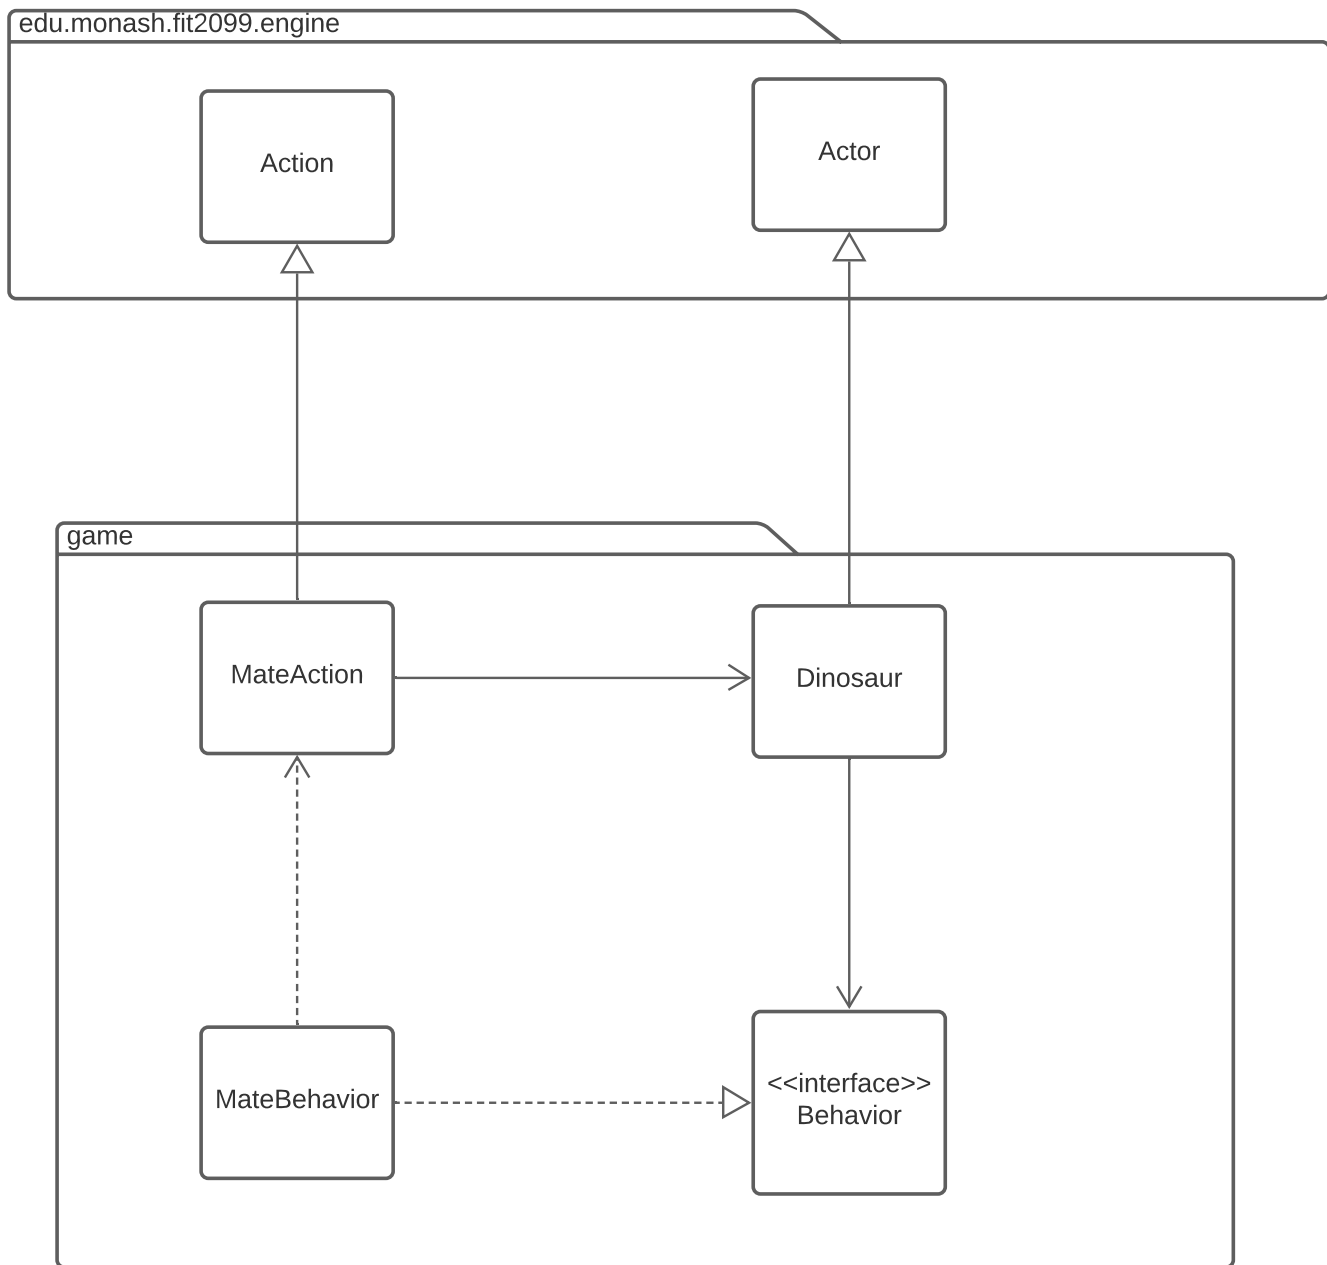 edu.monash.fit2099.engine
Action
Actor
game
MateAction
Dinosaur
MateBehavior
<<interface>>
Behavior